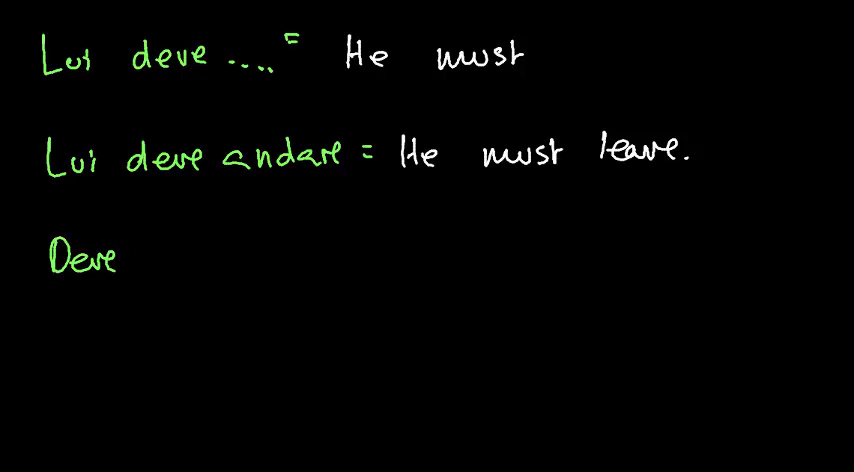 Lui deve .... = He must
Lui deve andare = He must leave.
Deve